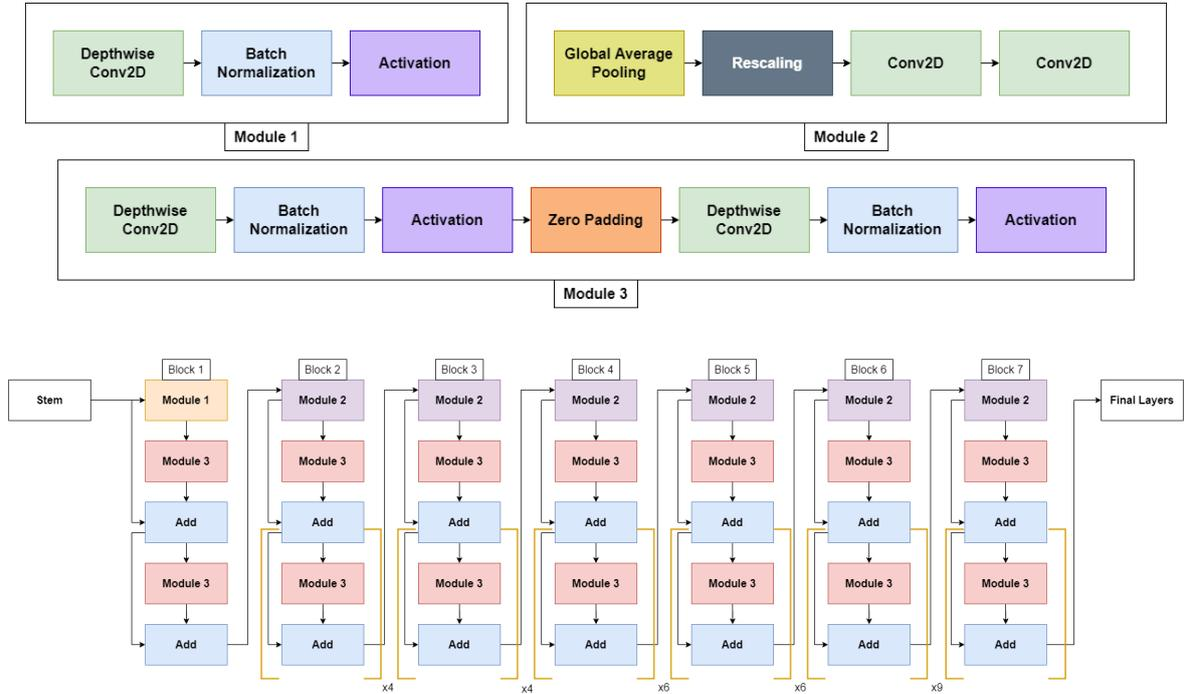 Depthwise
Conv2D
Batch
Normalization
Activation
Module 1
Global Average
Pooling
Rescaling
Conv2D
Conv2D
Module 2
Depthwise
Conv2D
Batch
Normalization
Activation
Zero Padding
Depthwise
Conv2D
Batch
Normalization
Activation
Module 3
Stem
Block 1
Module 1
Module 3
Add
Module 3
Add
Block 2
Module 2
Module 3
Add
Module 3
Add
x4
Block 3
Module 2
Module 3
Add
Module 3
Add
x4
Block 4
Module 2
Module 3
Add
Module 3
Add
x6
Block 5
Module 2
Module 3
Add
Module 3
Add
x6
Block 6
Module 2
Module 3
Add
Module 3
Add
x9
Block 7
Module 2
Module 3
Add
Module 3
Add
Final Layers